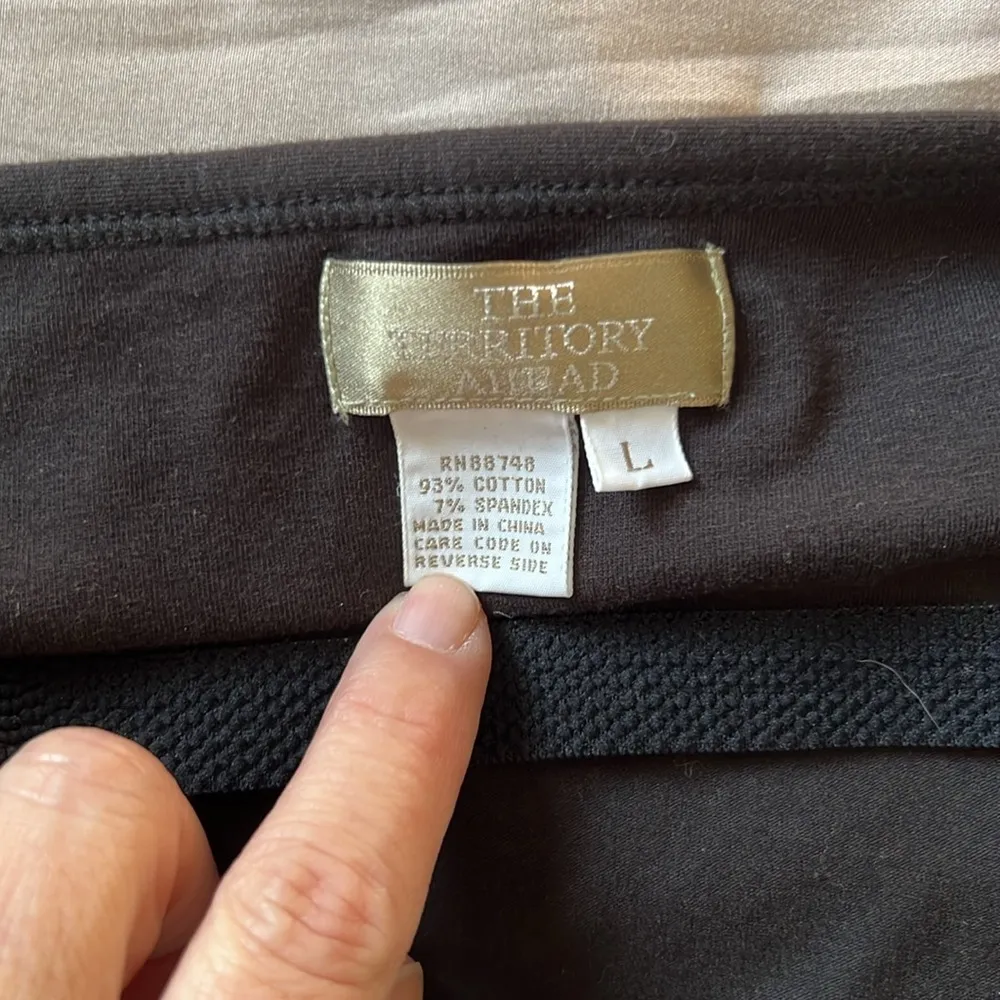 THE
TERRITORY
AHEAD
L
RN88748
93% COTTON
7% SPANDEX
MADE IN CHINA
CARE CODE ON
REVERSE SIDE